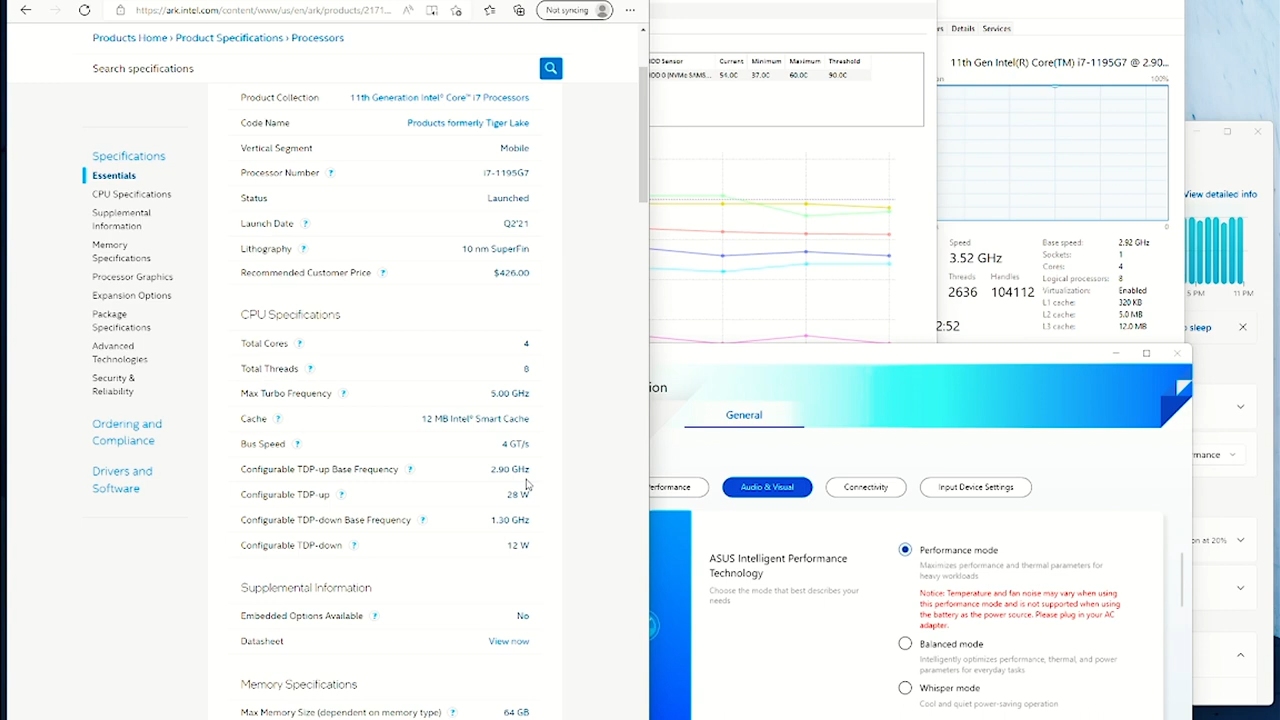 https://ark.intel.com/content/www/us/en/ark/products/2171...
Not syncing
Products Home › Product Specifications › Processors
Search specifications
Product Collection 11th Generation Intel® Core™ i7 Processors
Code Name Products formerly Tiger Lake
Vertical Segment Mobile
Processor Number ? i7-1195G7
Status Launched
Launch Date ? Q2'21
Lithography ? 10 nm SuperFin
Recommended Customer Price ? $426.00
CPU Specifications
Total Cores ? 4
Total Threads ? 8
Max Turbo Frequency ? 5.00 GHz
Cache ? 12 MB Intel® Smart Cache
Bus Speed ? 4 GT/s
Configurable TDP-up Base Frequency ? 2.90 GHz
Configurable TDP-up ? 28 W
Configurable TDP-down Base Frequency ? 1.30 GHz
Configurable TDP-down ? 12 W
Supplemental Information
Embedded Options Available ? No
Datasheet View now
Memory Specifications
Max Memory Size (dependent on memory type) ? 64 GB
Specifications
Essentials
CPU Specifications
Supplemental
Information
Memory
Specifications
Processor Graphics
Expansion Options
Package
Specifications
Advanced
Technologies
Security &
Reliability
Ordering and
Compliance
Drivers and
Software
Sensor Current Minimum Maximum Threshold
54.00 37.00 60.00 90.00
Details Services
11th Gen Intel(R) Core(TM) i7-1195G7 @ 2.90...
100%
0
Speed
3.52 GHz
Threads Handles
2636 104112
2:52
Base speed: 2.92 GHz
Sockets: 1
Cores: 4
Logical processors: 8
Virtualization: Enabled
L1 cache: 320 KB
L2 cache: 5.0 MB
L3 cache: 12.0 MB
View detailed info
5 PM 11 PM
o sleep
mance
on at 20%
ion
General
erformance
Audio & Visual
Connectivity
Input Device Settings
ASUS Intelligent Performance
Technology
Choose the mode that best describes your
needs
Performance mode
Maximizes performance and thermal parameters for
heavy workloads
Notice: Temperature and fan noise may vary when using
this performance mode and is not supported when using
the battery as the power source. Please plug in your AC
adapter.
Balanced mode
Intelligently optimizes performance, thermal, and power
parameters for everyday tasks
Whisper mode
Cool and quiet power-saving operation